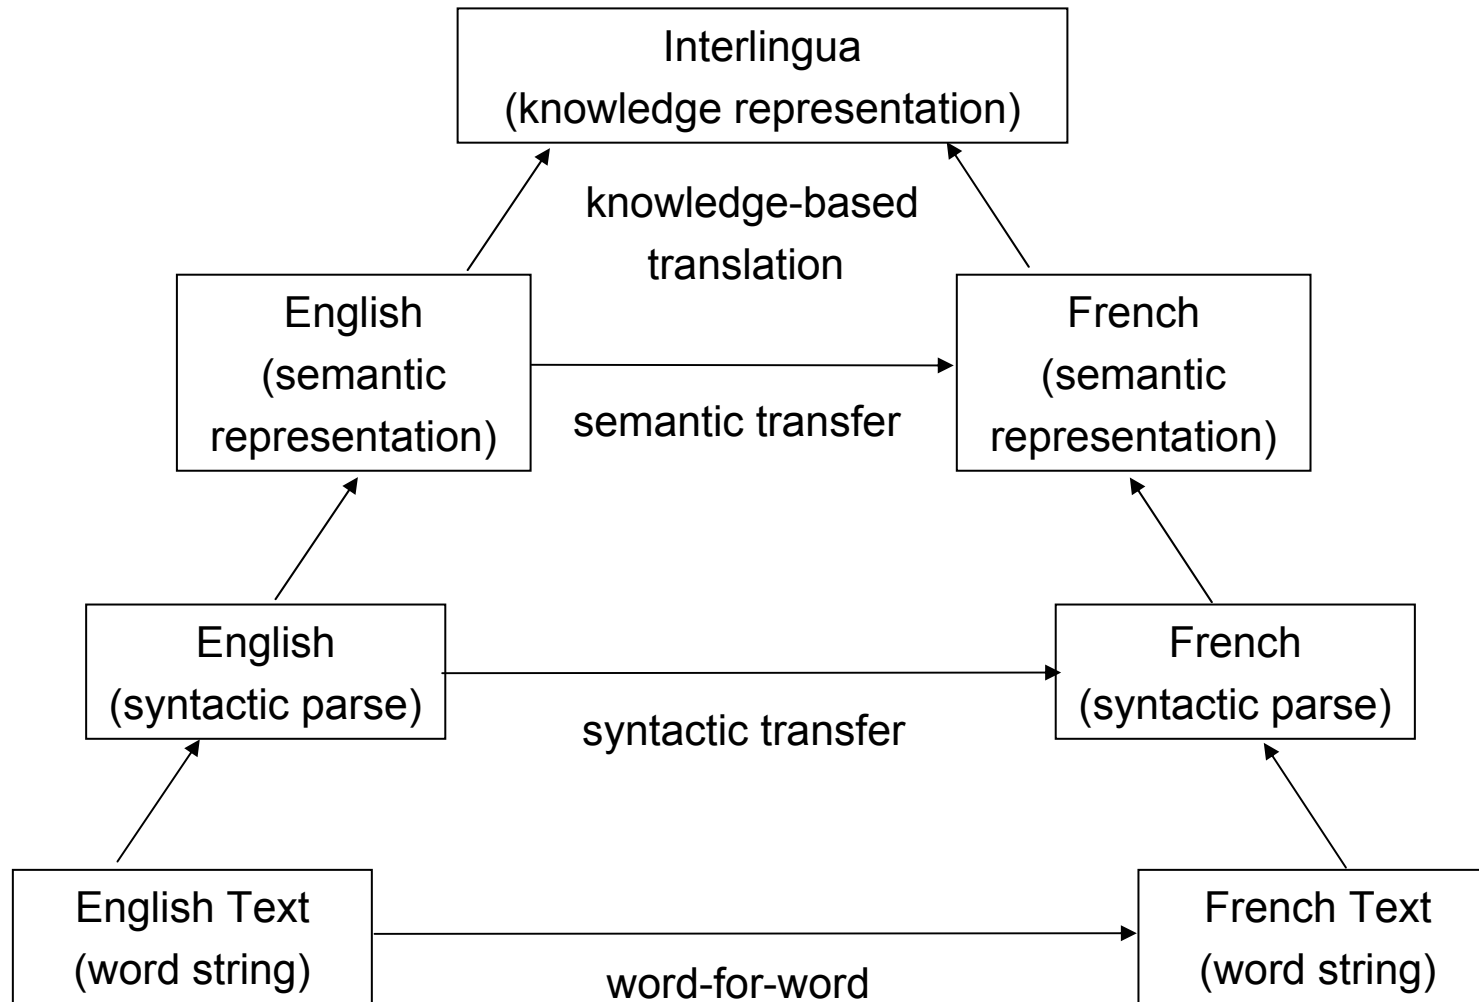 Interlingua
(knowledge representation)
knowledge-based
translation
English
(semantic
representation)
French
(semantic
representation)
semantic transfer
English
(syntactic parse)
French
(syntactic parse)
syntactic transfer
English Text
(word string)
French Text
(word string)
word-for-word